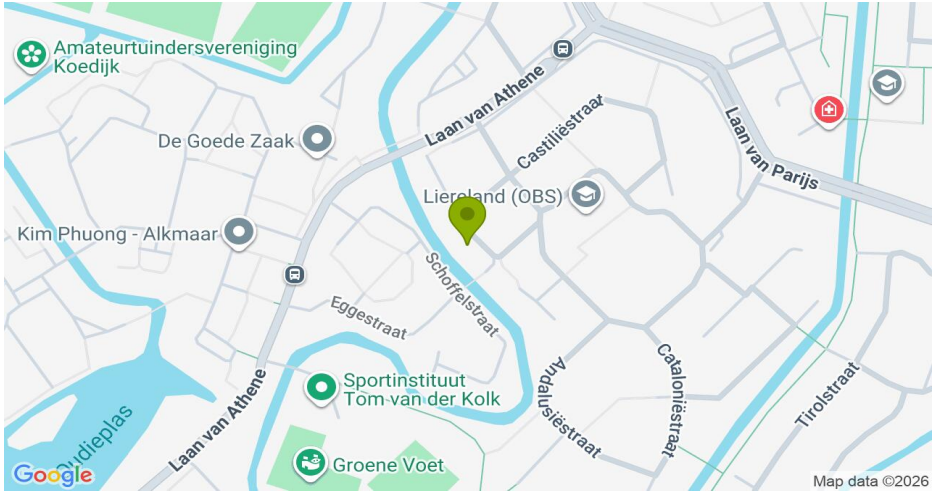 Amateurtuindersvereniging
Koedijk
Laan van Athene
De Goede Zaak
Castiliëstraat
Laan van Parijs
Liereland (OBS)
Kim Phuong - Alkmaar
Schoffelstraat
Eggestraat
Sportinstituut
Tom van der Kolk
Laan van Athene
Andalusiëstraat
Cataloniëstraat
Tirolstraat
Oudieplas
Groene Voet
Google
Map data ©2026